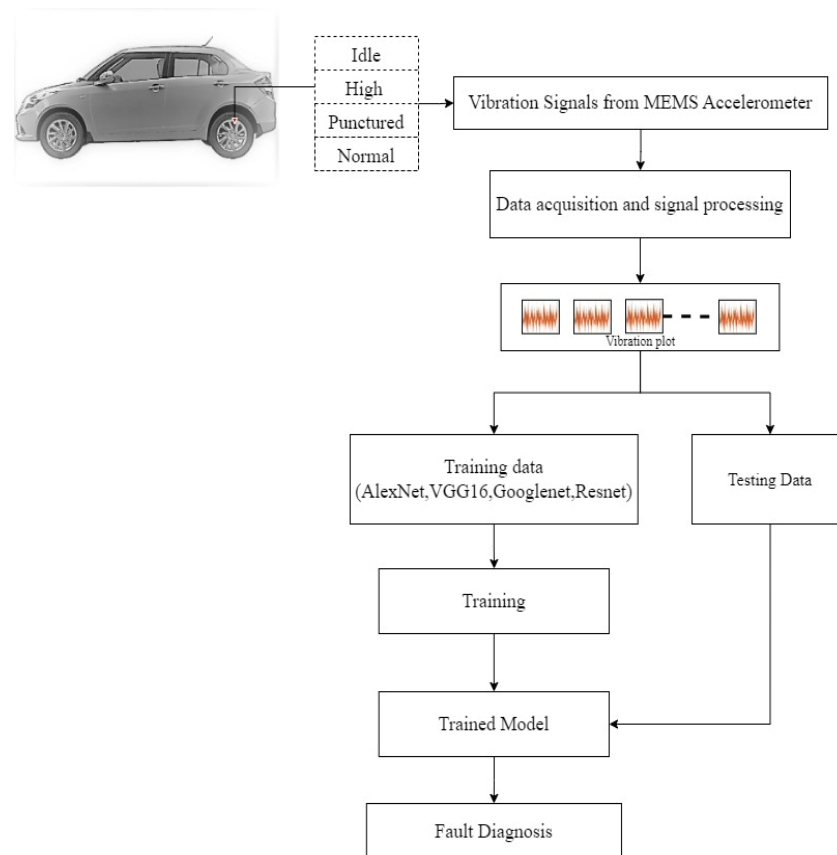 Idle
High
Punctured
Normal
Vibration Signals from MEMS Accelerometer
Data acquisition and signal processing
Vibration plot
Training data
(AlexNet,VGG16,Googlenet,Resnet)
Testing Data
Training
Trained Model
Fault Diagnosis